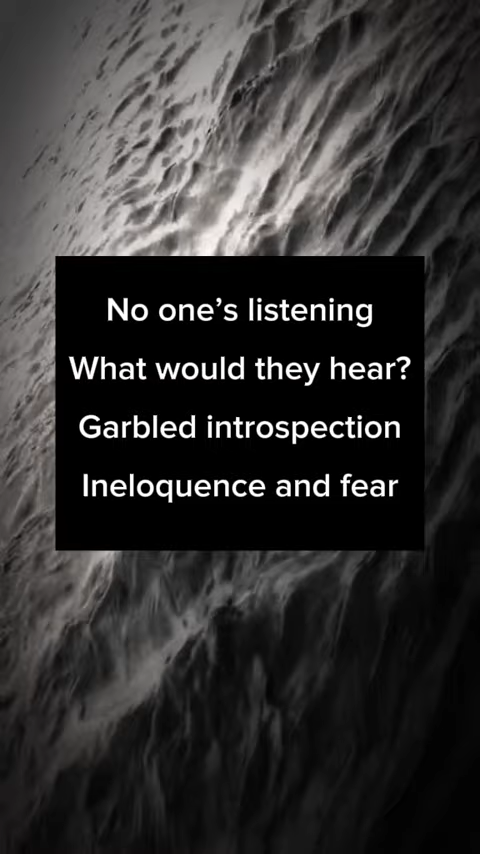 No one’s listening
What would they hear?
Garbled introspection
Ineloquence and fear